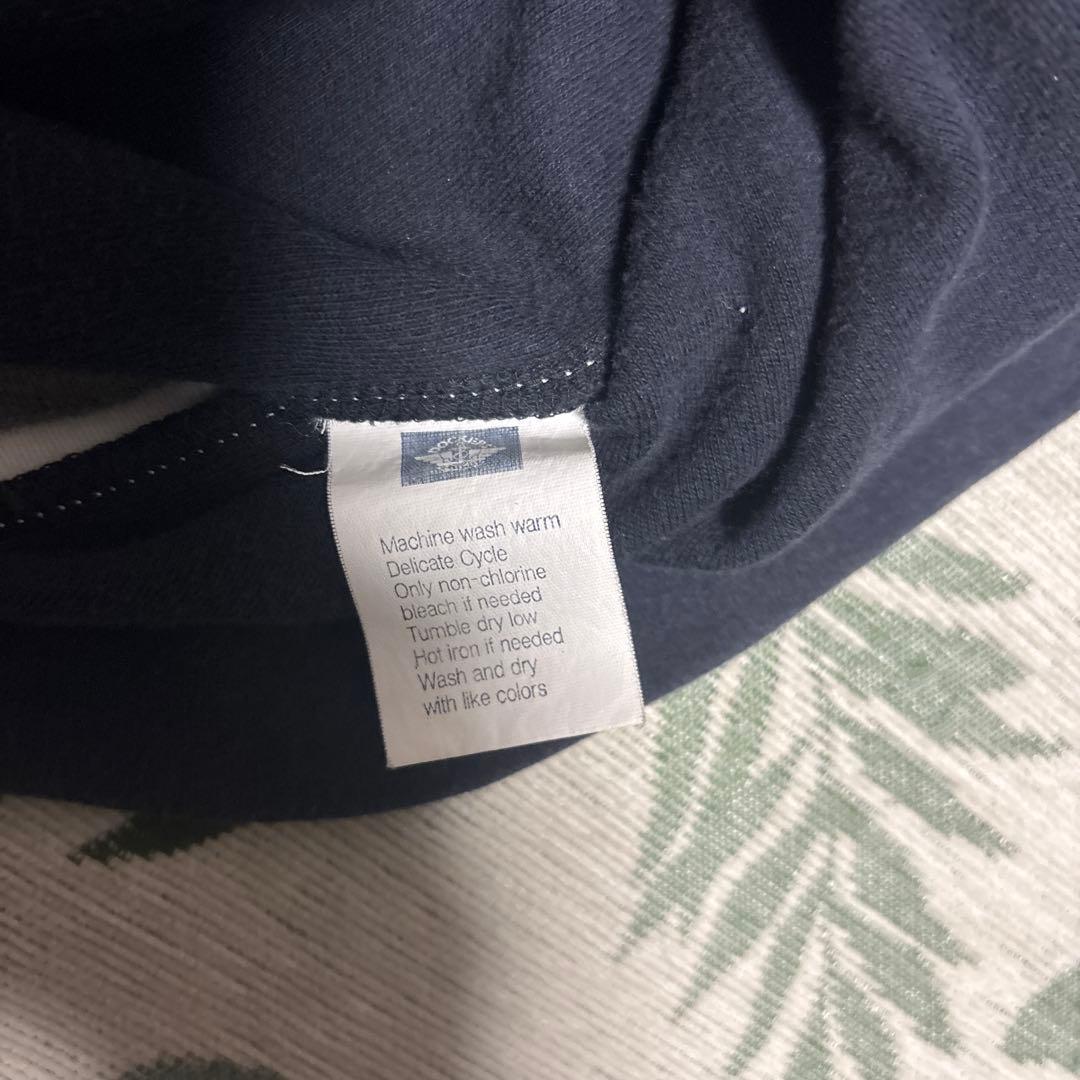 DOCKERS
Machine wash warm
Delicate Cycle
Only non-chlorine
bleach if needed
Tumble dry low
Hot iron if needed
Wash and dry
with like colors